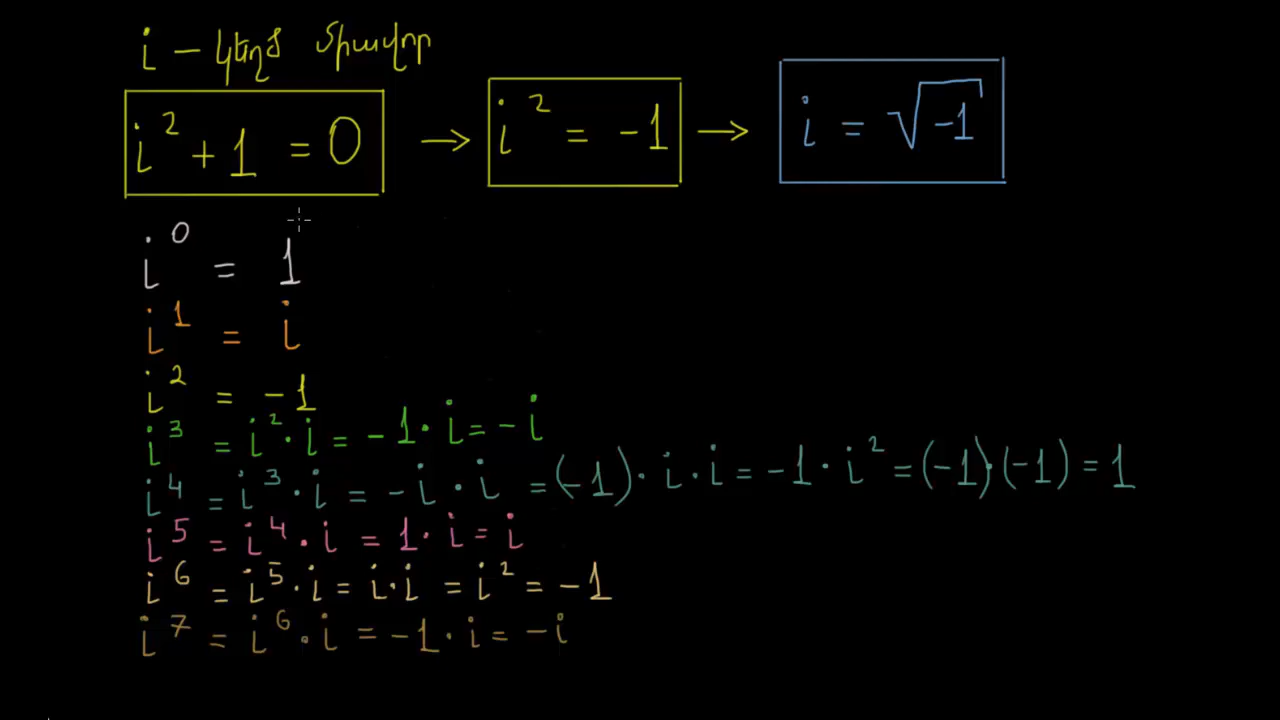 i – կեղծ միավոր
i² + 1 = 0 → i² = -1 → i = √-1
i⁰ = 1
i¹ = i
i² = -1
i³ = i² · i = -1 · i = -i
i⁴ = i³ · i = -i · i = (-1) · i · i = -1 · i² = (-1) · (-1) = 1
i⁵ = i⁴ · i = 1 · i = i
i⁶ = i⁵ · i = i · i = i² = -1
i⁷ = i⁶ · i = -1 · i = -i